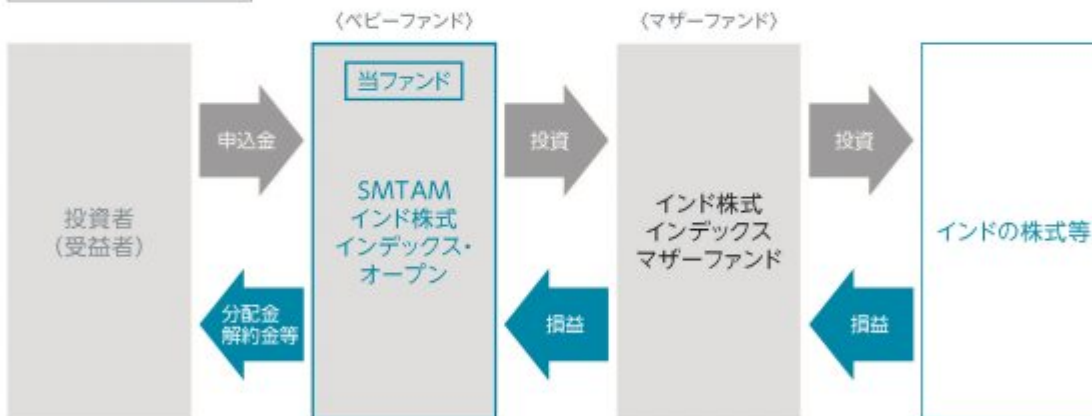 〈ベビーファンド〉
〈マザーファンド〉
当ファンド
申込金
投資
投資
投資者
(受益者)
SMTAM
インド株式
インデックス・
オープン
インド株式
インデックス
マザーファンド
インドの株式等
分配金
解約金等
損益
損益